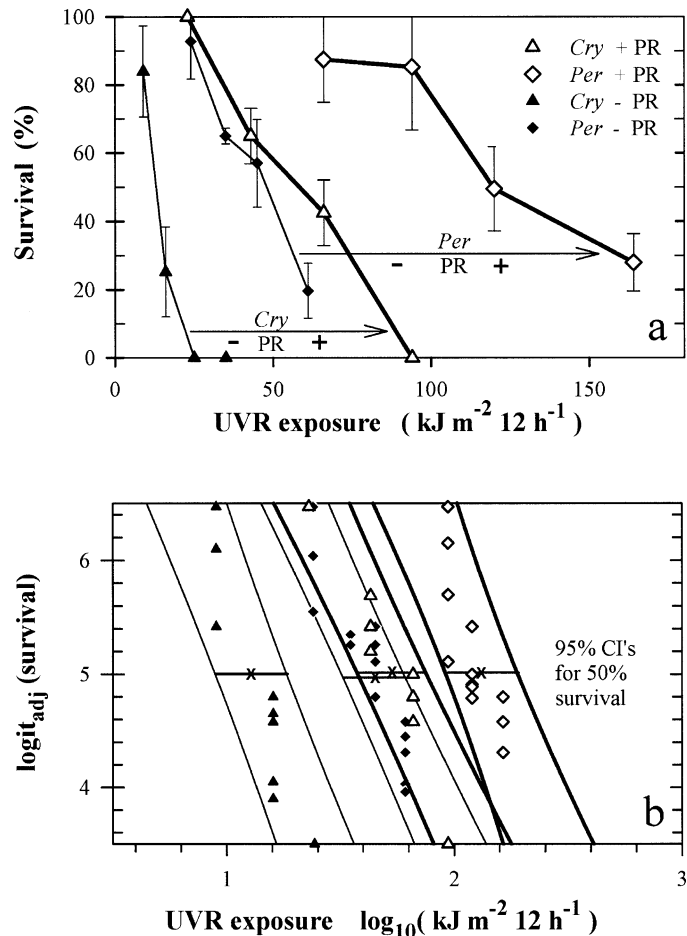 100
80
60
40
20
0
Survival (%)
Cry + PR
Per + PR
Cry - PR
Per - PR
Per
- PR +
Cry
- PR +
a
0 50 100 150
UVR exposure ( kJ m⁻² 12 h⁻¹ )
6
5
4
logit_adj (survival)
x x x x
95% CI's
for 50%
survival
b
1 2 3
UVR exposure log₁₀( kJ m⁻² 12 h⁻¹ )